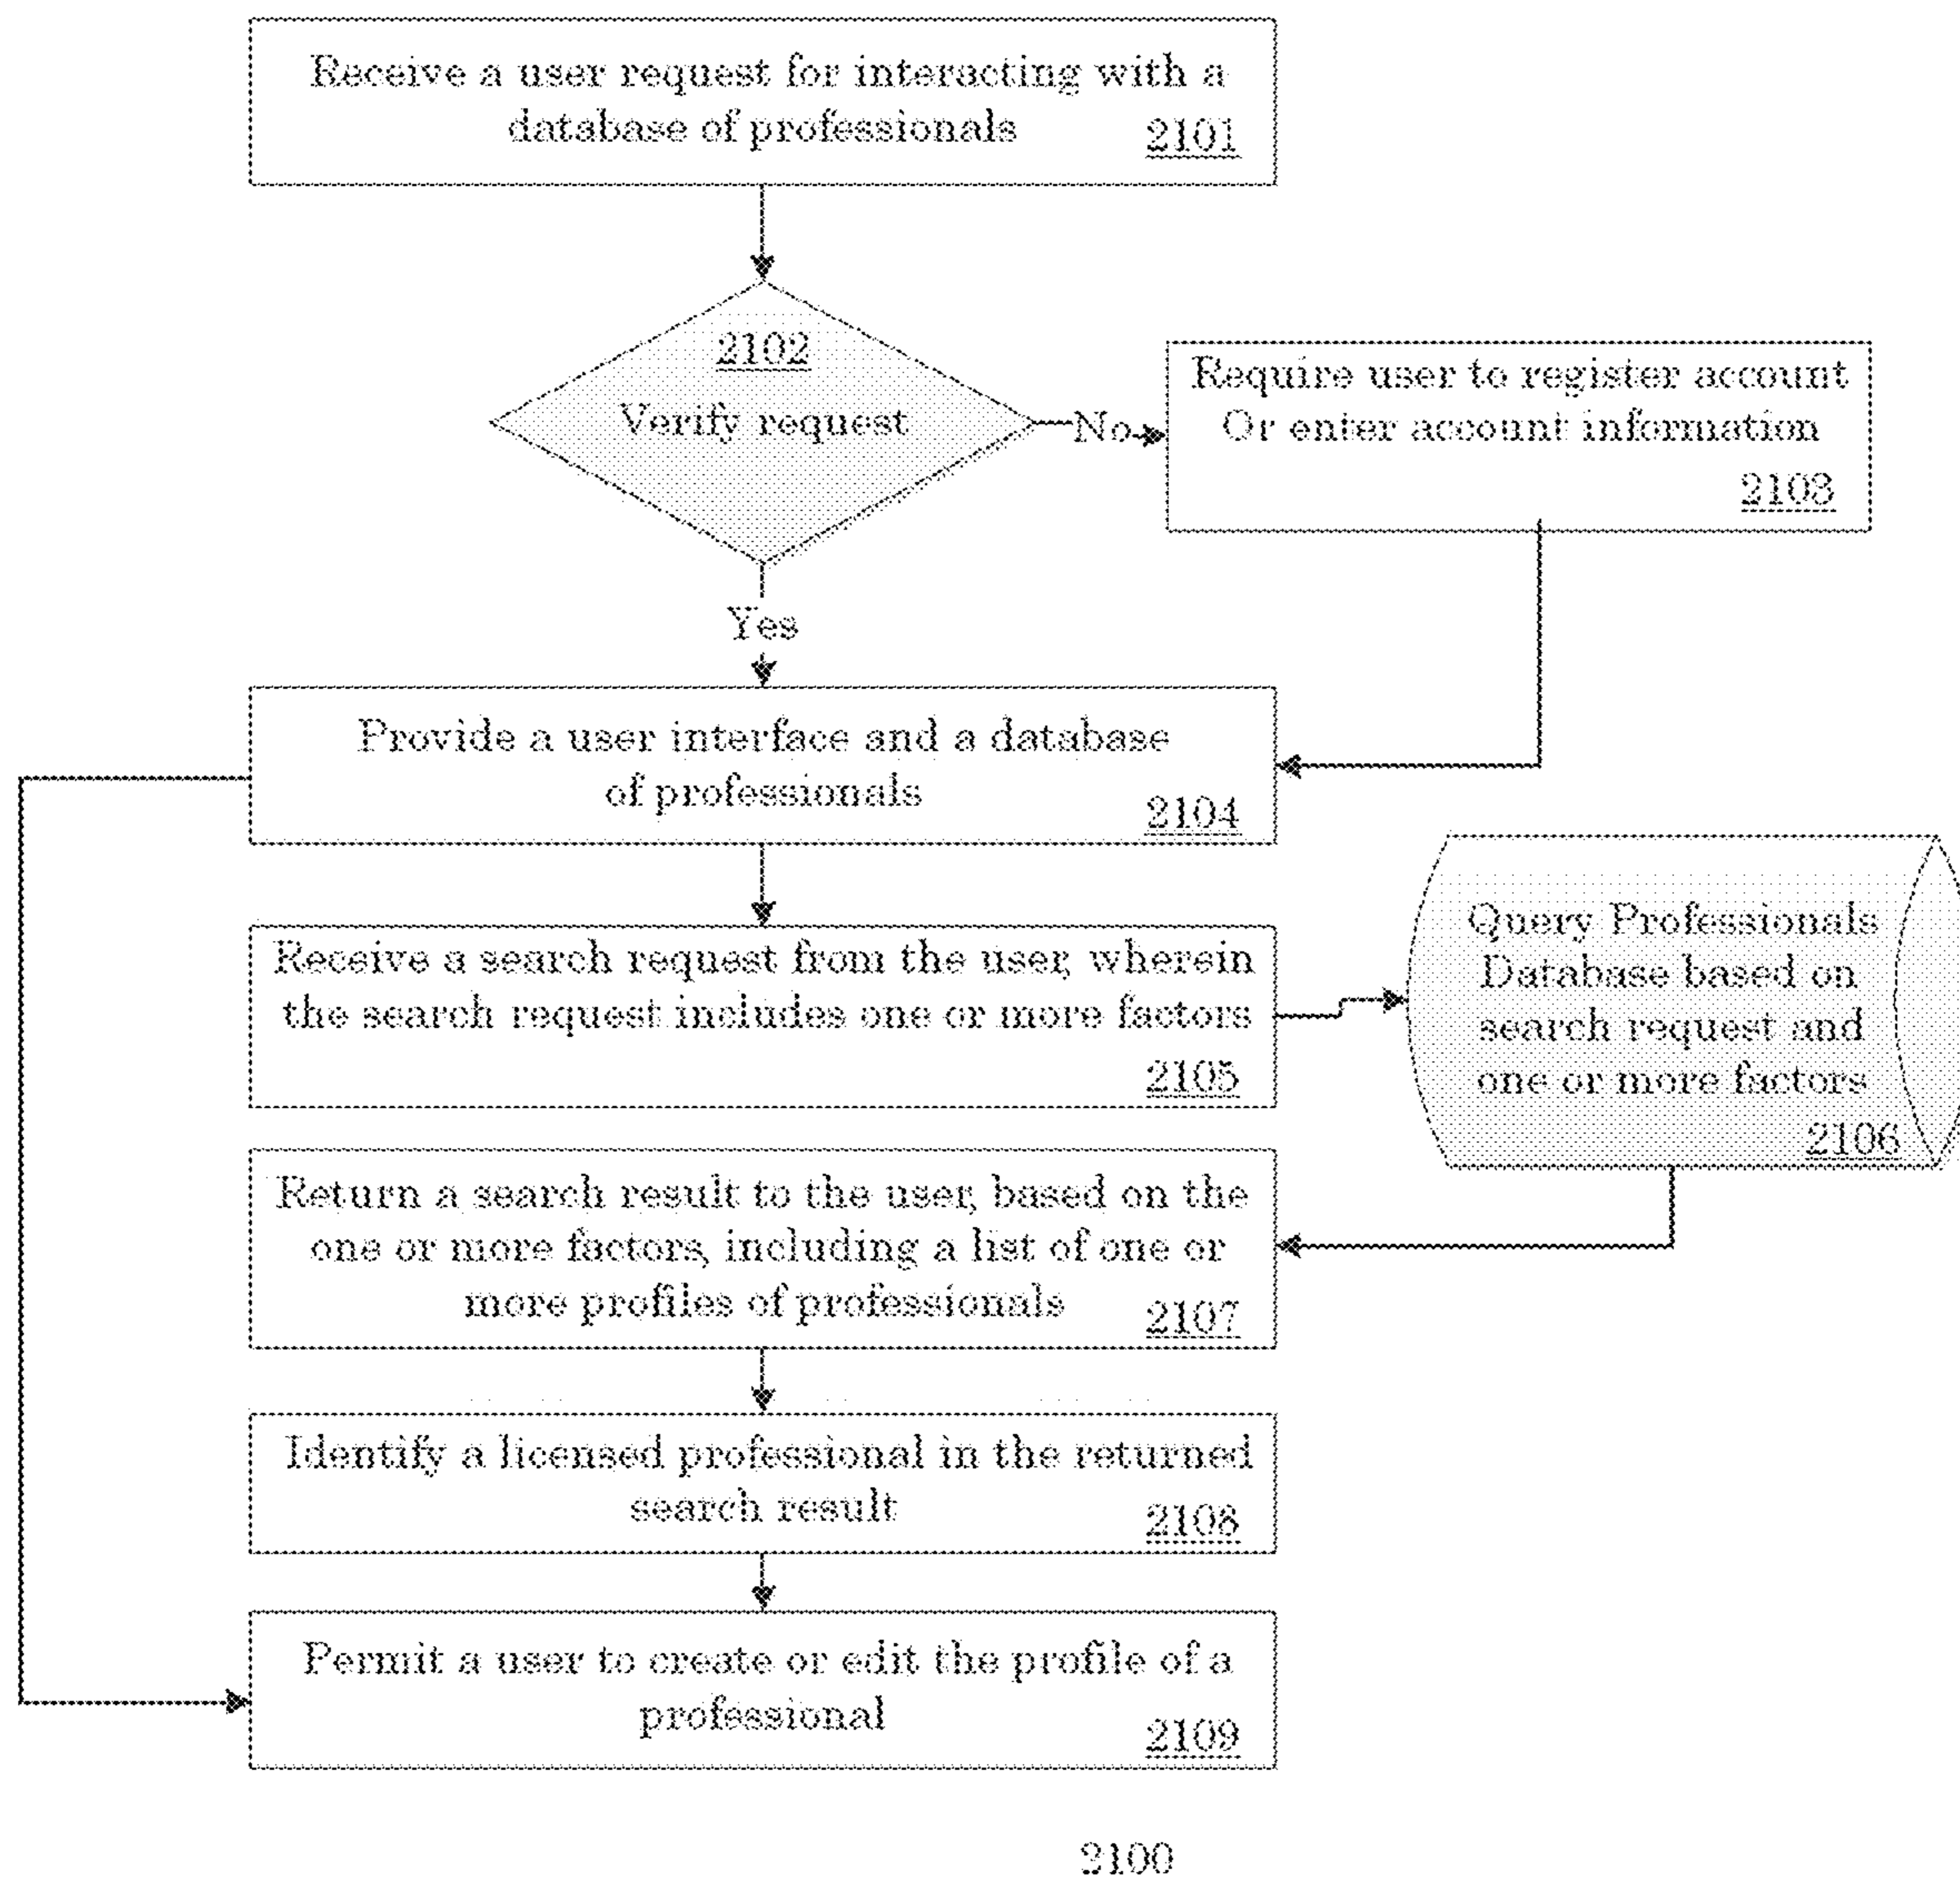 Receive a user request for interacting with a
database of professionals
2101
2102
Verify request
No
Require user to register account
Or enter account information
2103
Yes
Provide a user interface and a database
of professionals
2104
Receive a search request from the user, wherein
the search request includes one or more factors
2105
Query Professionals
Database based on
search request and
one or more factors
2106
Return a search result to the user, based on the
one or more factors, including a list of one or
more profiles of professionals
2107
Identify a licensed professional in the returned
search result
2108
Permit a user to create or edit the profile of a
professional
2109
2100